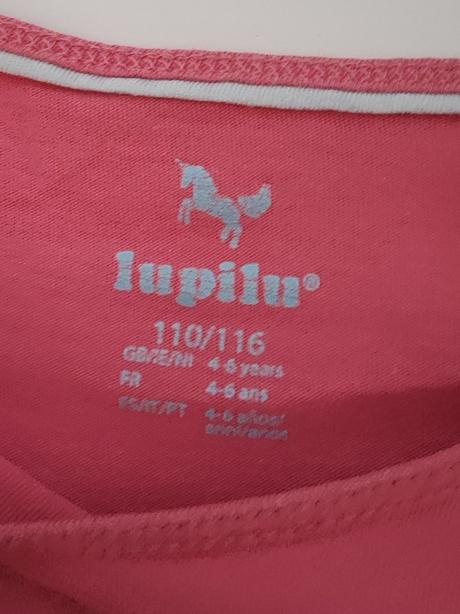 lupilu®
110/116
GB/IE/NI 4-6 years
FR 4-6 ans
ES/IT/PT 4-6 años/
anni/anos